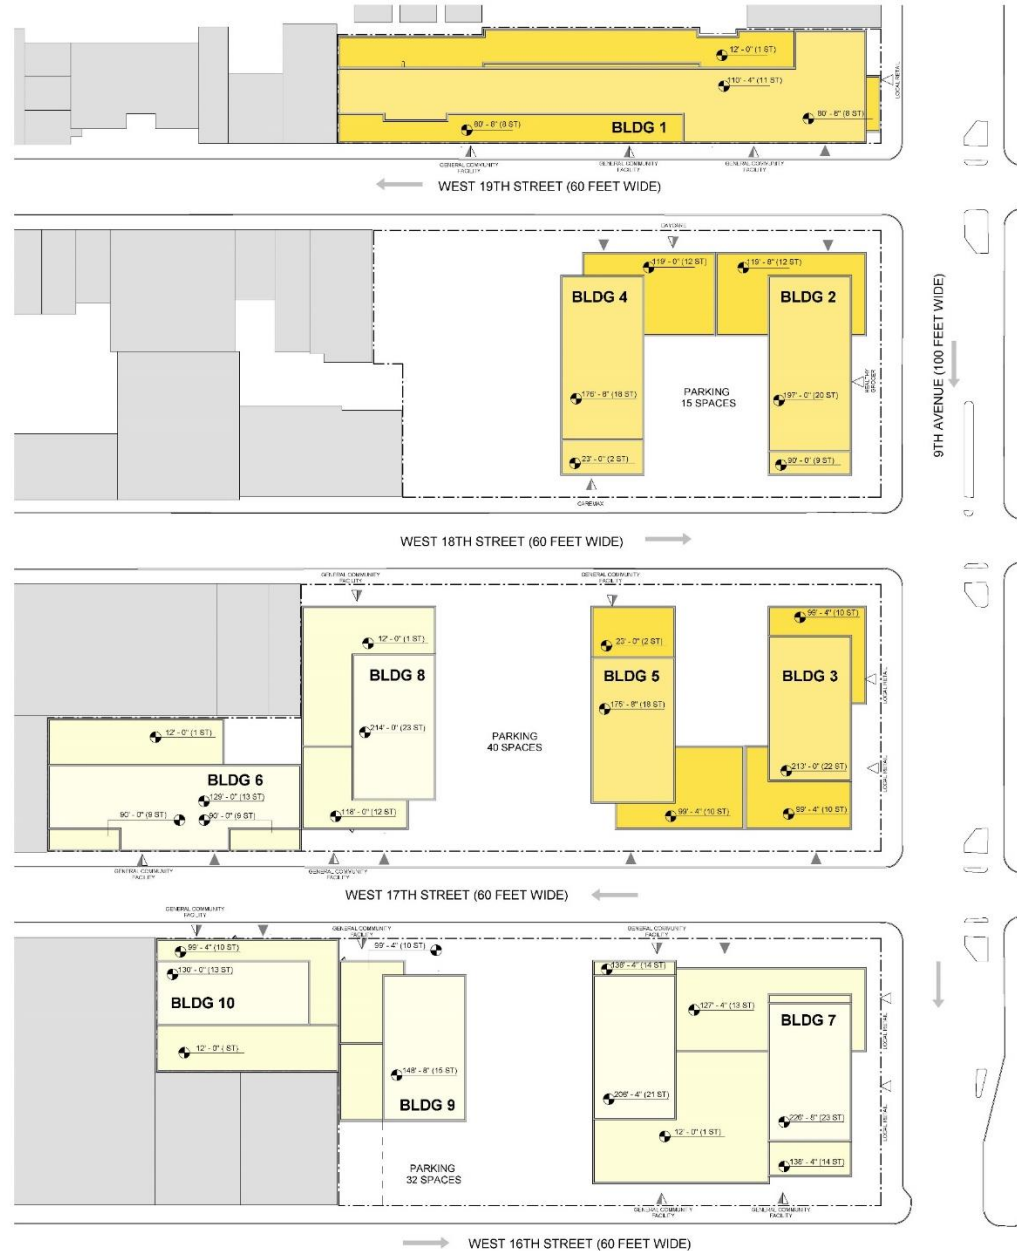 12' - 0" (1 ST)
110' - 4" (11 ST)
LOCAL RETAIL
80' - 8" (8 ST)
BLDG 1
80' - 8" (8 ST)
GENERAL COMMUNITY
FACILITY
GENERAL COMMUNITY
FACILITY
GENERAL COMMUNITY
FACILITY
WEST 19TH STREET (60 FEET WIDE)
119' - 0" (12 ST)
119' - 8" (12 ST)
BLDG 4
BLDG 2
9TH AVENUE (100 FEET WIDE)
HEALTHY
GROCER
PARKING
15 SPACES
175' - 8" (18 ST)
197' - 0" (20 ST)
23' - 0" (2 ST)
90' - 0" (9 ST)
CAREMAX
WEST 18TH STREET (60 FEET WIDE)
GENERAL COMMUNITY
FACILITY
GENERAL COMMUNITY
FACILITY
99' - 4" (10 ST)
12' - 0" (1 ST)
23' - 0" (2 ST)
BLDG 8
BLDG 5
BLDG 3
LOCAL RETAIL
175' - 8" (18 ST)
214' - 0" (23 ST)
12' - 0" (1 ST)
PARKING
40 SPACES
LOCAL RETAIL
213' - 0" (22 ST)
BLDG 6
129' - 0" (13 ST)
90' - 0" (9 ST)
90' - 0" (9 ST)
118' - 0" (12 ST)
99' - 4" (10 ST)
99' - 4" (10 ST)
GENERAL COMMUNITY
FACILITY
GENERAL COMMUNITY
FACILITY
WEST 17TH STREET (60 FEET WIDE)
GENERAL COMMUNITY
FACILITY
GENERAL COMMUNITY
FACILITY
GENERAL COMMUNITY
FACILITY
99' - 4" (10 ST)
99' - 4" (10 ST)
138' - 4" (14 ST)
130' - 0" (13 ST)
BLDG 10
127' - 4" (13 ST)
BLDG 7
LOCAL RETAIL
12' - 0" ( ST)
148' - 8" (15 ST)
BLDG 9
206' - 4" (21 ST)
LOCAL RETAIL
226' - 8" (23 ST)
12' - 0" (1 ST)
138' - 4" (14 ST)
PARKING
32 SPACES
GENERAL COMMUNITY
FACILITY
GENERAL COMMUNITY
FACILITY
WEST 16TH STREET (60 FEET WIDE)